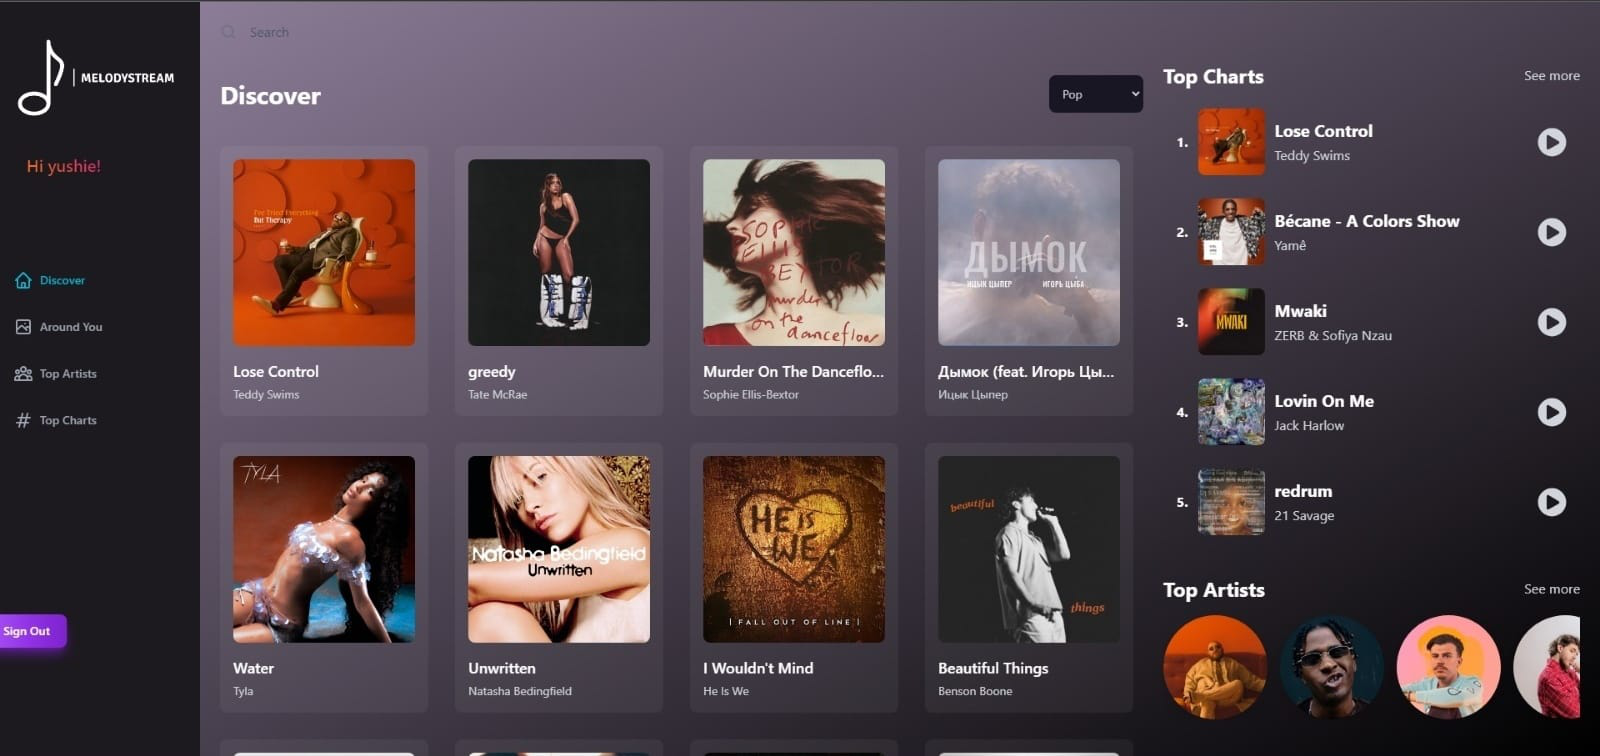 | MELODYSTREAM
Hi yushie!
Discover
Around You
Top Artists
Top Charts
Sign Out
Search
Discover
Pop
I've Tried Everything
But Therapy
Lose Control
Teddy Swims
greedy
Tate McRae
SOPHIE
ELLIS
BEXTOR
murder
on the
dancefloor
Murder On The Danceflo...
Sophie Ellis-Bextor
ДЫМОК
ИЦЫК ЦЫПЕР ИГОРЬ ЦЫБА
Дымок (feat. Игорь Цы...
Ицык Ципер
TYLA
Water
Tyla
Natasha Bedingfield
Unwritten
Unwritten
Natasha Bedingfield
HE IS
WE
| FALL OUT OF LINE |
I Wouldn't Mind
He Is We
beautiful
things
Beautiful Things
Benson Boone
Top Charts
See more
1.
Lose Control
Teddy Swims
2.
Bécane - A Colors Show
Yamê
3.
MWAKI
Mwaki
ZERB & Sofiya Nzau
4.
Lovin On Me
Jack Harlow
5.
redrum
21 Savage
Top Artists
See more